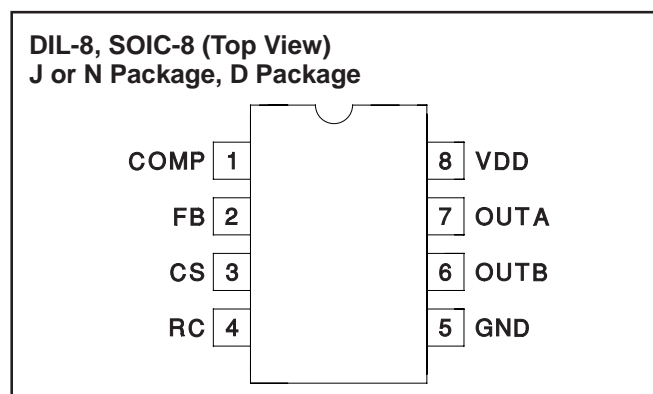 DIL-8, SOIC-8 (Top View)
J or N Package, D Package
COMP 1 8 VDD
FB 2 7 OUTA
CS 3 6 OUTB
RC 4 5 GND